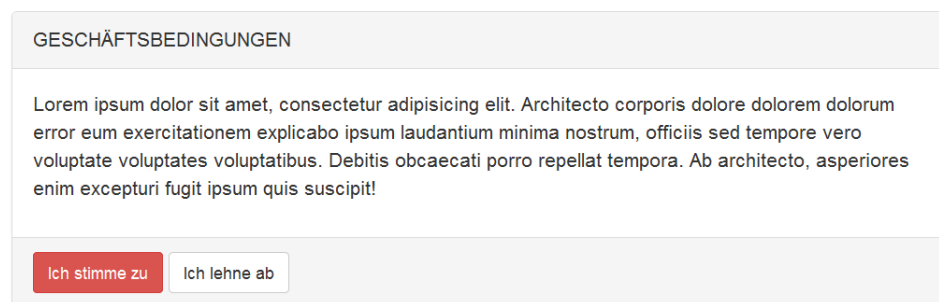 GESCHÄFTSBEDINGUNGEN
Lorem ipsum dolor sit amet, consectetur adipisicing elit. Architecto corporis dolore dolorem dolorum
error eum exercitationem explicabo ipsum laudantium minima nostrum, officiis sed tempore vero
voluptate voluptates voluptatibus. Debitis obcaecati porro repellat tempora. Ab architecto, asperiores
enim excepturi fugit ipsum quis suscipit!
Ich stimme zu Ich lehne ab